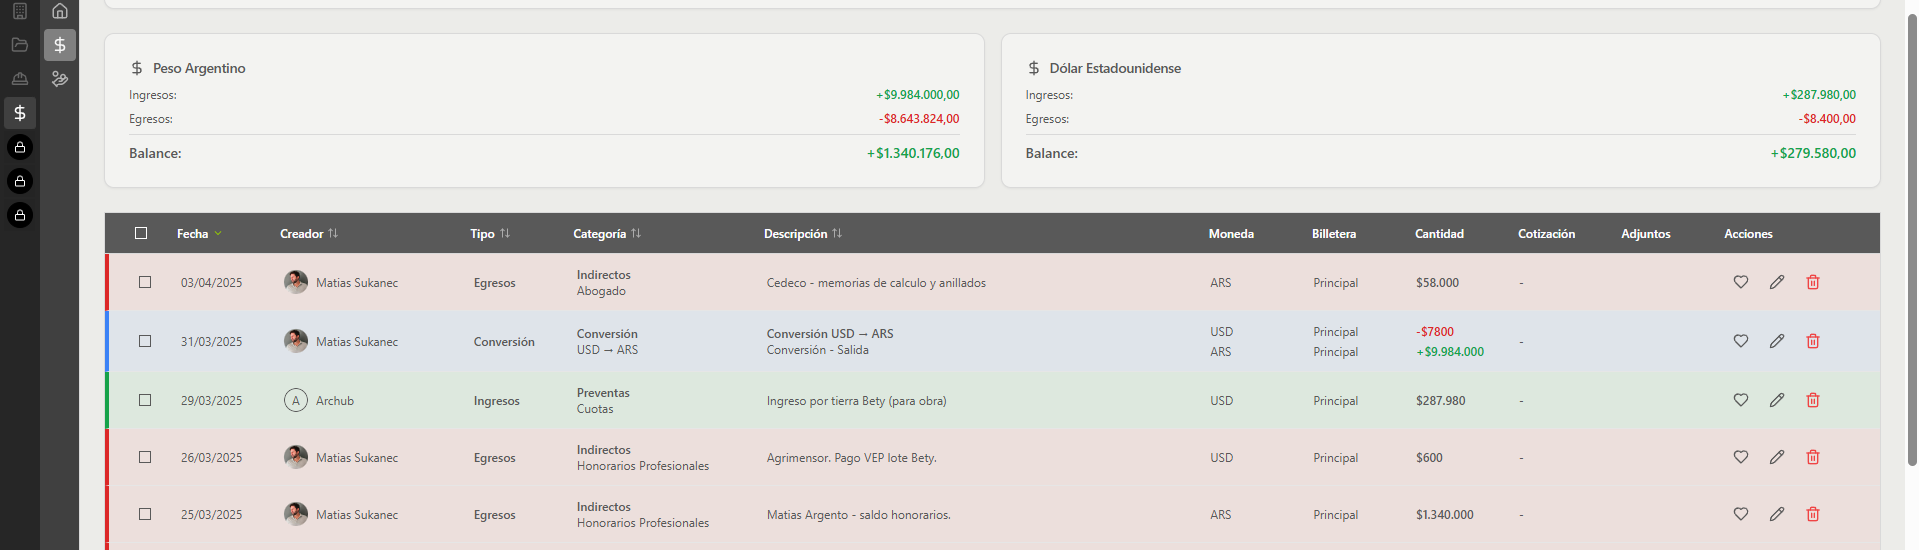 Peso Argentino
Ingresos: +$9.984.000,00
Egresos: -$8.643.824,00
Balance: +$1.340.176,00
Dólar Estadounidense
Ingresos: +$287.980,00
Egresos: -$8.400,00
Balance: +$279.580,00
Fecha Creador Tipo Categoría Descripción Moneda Billetera Cantidad Cotización Adjuntos Acciones
03/04/2025 Matias Sukanec Egresos Indirectos Abogado Cedeco - memorias de calculo y anillados ARS Principal $58.000 -
31/03/2025 Matias Sukanec Conversión Conversión USD → ARS Conversión USD → ARS Conversión - Salida USD ARS Principal Principal -$7800 +$9.984.000 -
29/03/2025 A Archub Ingresos Preventas Cuotas Ingreso por tierra Bety (para obra) USD Principal $287.980 -
26/03/2025 Matias Sukanec Egresos Indirectos Honorarios Profesionales Agrimensor. Pago VEP lote Bety. USD Principal $600 -
25/03/2025 Matias Sukanec Egresos Indirectos Honorarios Profesionales Matias Argento - saldo honorarios. ARS Principal $1.340.000 -